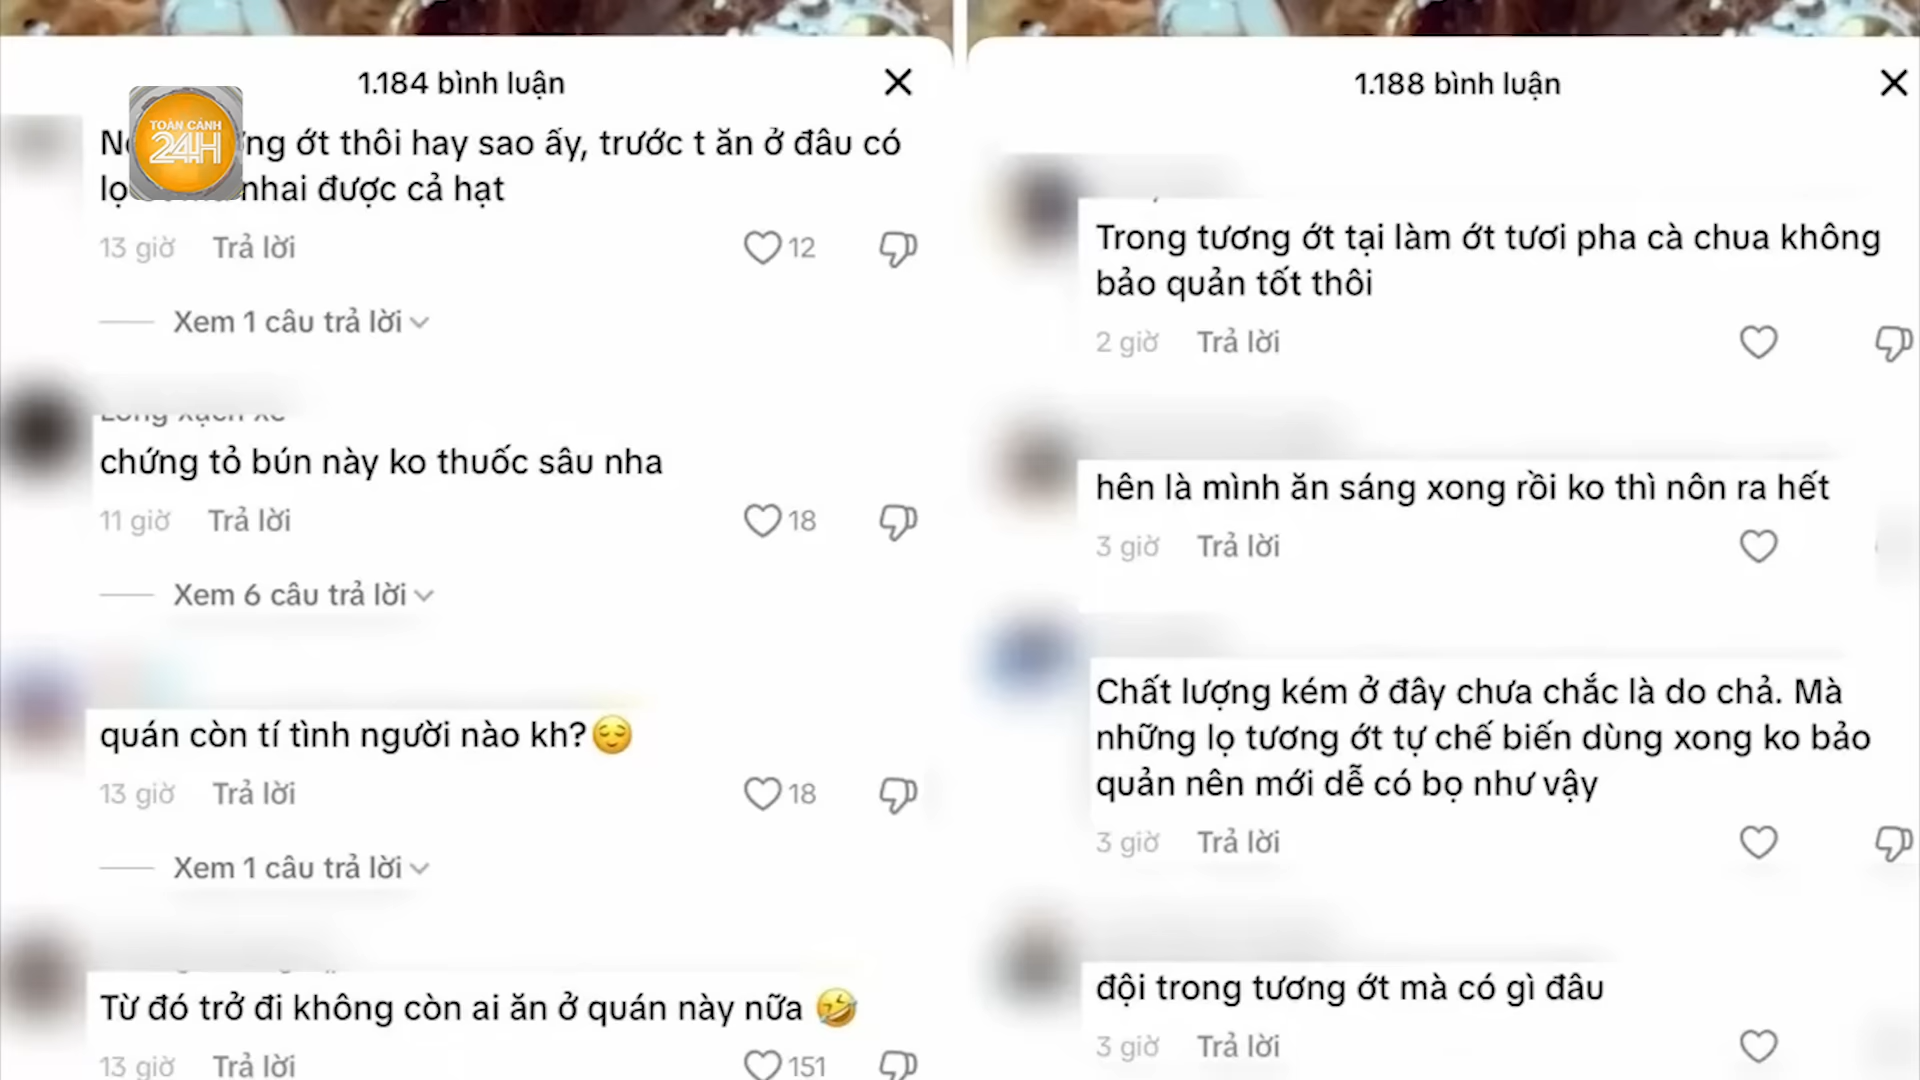 1.184 bình luận
TOÀN CẢNH
24H
ớt thôi hay sao ấy, trước t ăn ở đâu có
nhai được cả hạt
13 giờ Trả lời 12
Xem 1 câu trả lời
chứng tỏ bún này ko thuốc sâu nha
11 giờ Trả lời 18
Xem 6 câu trả lời
quán còn tí tình người nào kh?😌
13 giờ Trả lời 18
Xem 1 câu trả lời
Từ đó trở đi không còn ai ăn ở quán này nữa 🤣
13 giờ Trả lời 151
1.188 bình luận
Trong tương ớt tại làm ớt tươi pha cà chua không
bảo quản tốt thôi
2 giờ Trả lời
hên là mình ăn sáng xong rồi ko thì nôn ra hết
3 giờ Trả lời
Chất lượng kém ở đây chưa chắc là do chả. Mà
những lọ tương ớt tự chế biến dùng xong ko bảo
quản nên mới dễ có bọ như vậy
3 giờ Trả lời
đội trong tương ớt mà có gì đâu
3 giờ Trả lời